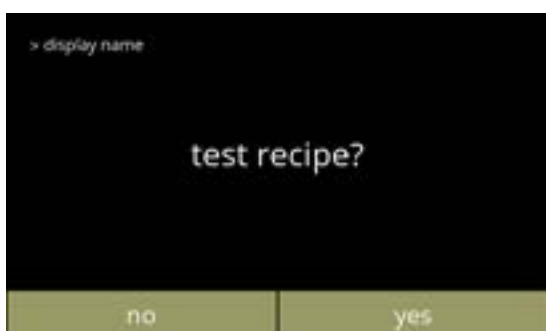 > display name
test recipe?
no yes